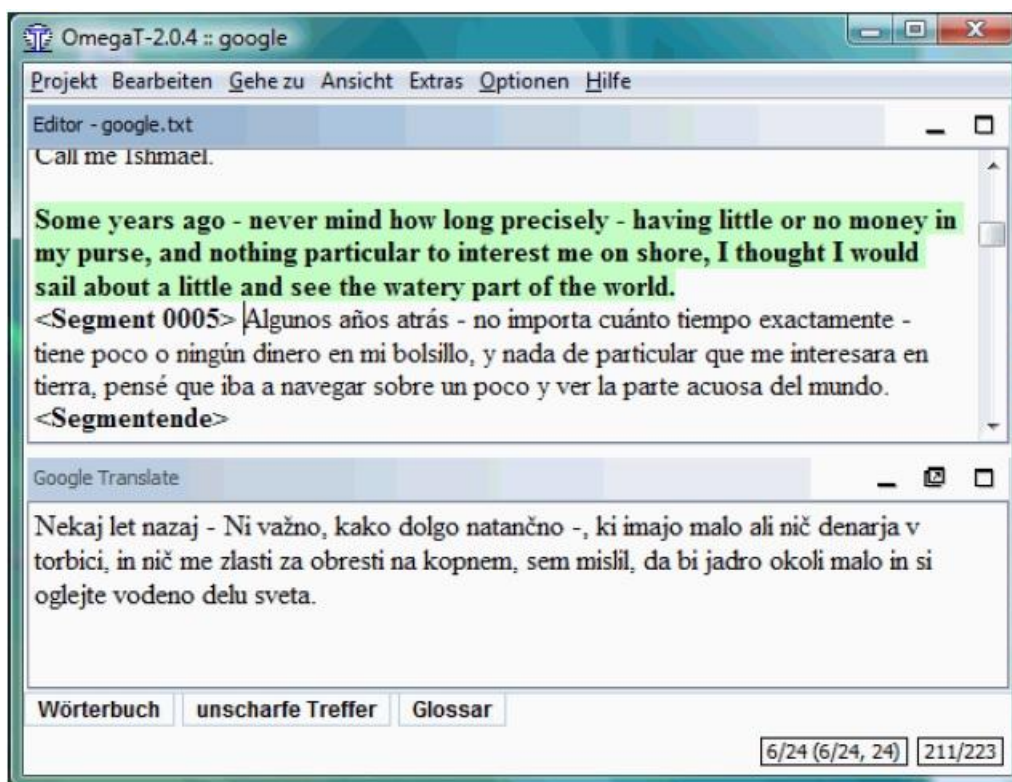 OmegaT-2.0.4 :: google
Projekt Bearbeiten Gehe zu Ansicht Extras Optionen Hilfe
Editor - google.txt
Call me Ishmael.
Some years ago - never mind how long precisely - having little or no money in
my purse, and nothing particular to interest me on shore, I thought I would
sail about a little and see the watery part of the world.
<Segment 0005> Algunos años atrás - no importa cuánto tiempo exactamente -
tiene poco o ningún dinero en mi bolsillo, y nada de particular que me interesara en
tierra, pensé que iba a navegar sobre un poco y ver la parte acuosa del mundo.
<Segmentende>
Google Translate
Nekaj let nazaj - Ni važno, kako dolgo natančno -, ki imajo malo ali nič denarja v
torbici, in nič me zlasti za obresti na kopnem, sem mislil, da bi jadro okoli malo in si
oglejte vodeno delu sveta.
Wörterbuch unscharfe Treffer Glossar
6/24 (6/24, 24) 211/223